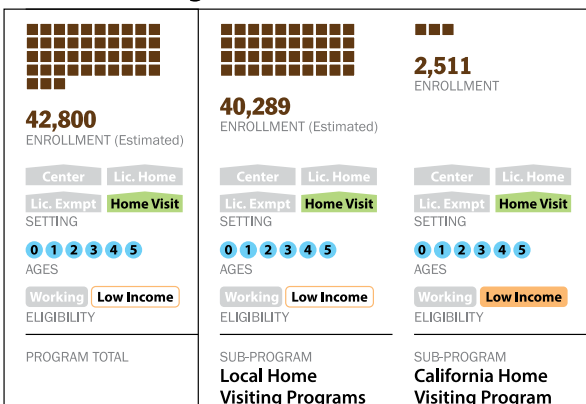 42,800
ENROLLMENT (Estimated)
Center Lic. Home
Lic. Exmpt Home Visit
SETTING
0 1 2 3 4 5
AGES
Working Low Income
ELIGIBILITY
PROGRAM TOTAL
40,289
ENROLLMENT (Estimated)
Center Lic. Home
Lic. Exmpt Home Visit
SETTING
0 1 2 3 4 5
AGES
Working Low Income
ELIGIBILITY
SUB-PROGRAM
Local Home
Visiting Programs
2,511
ENROLLMENT
Center Lic. Home
Lic. Exmpt Home Visit
SETTING
0 1 2 3 4 5
AGES
Working Low Income
ELIGIBILITY
SUB-PROGRAM
California Home
Visiting Program